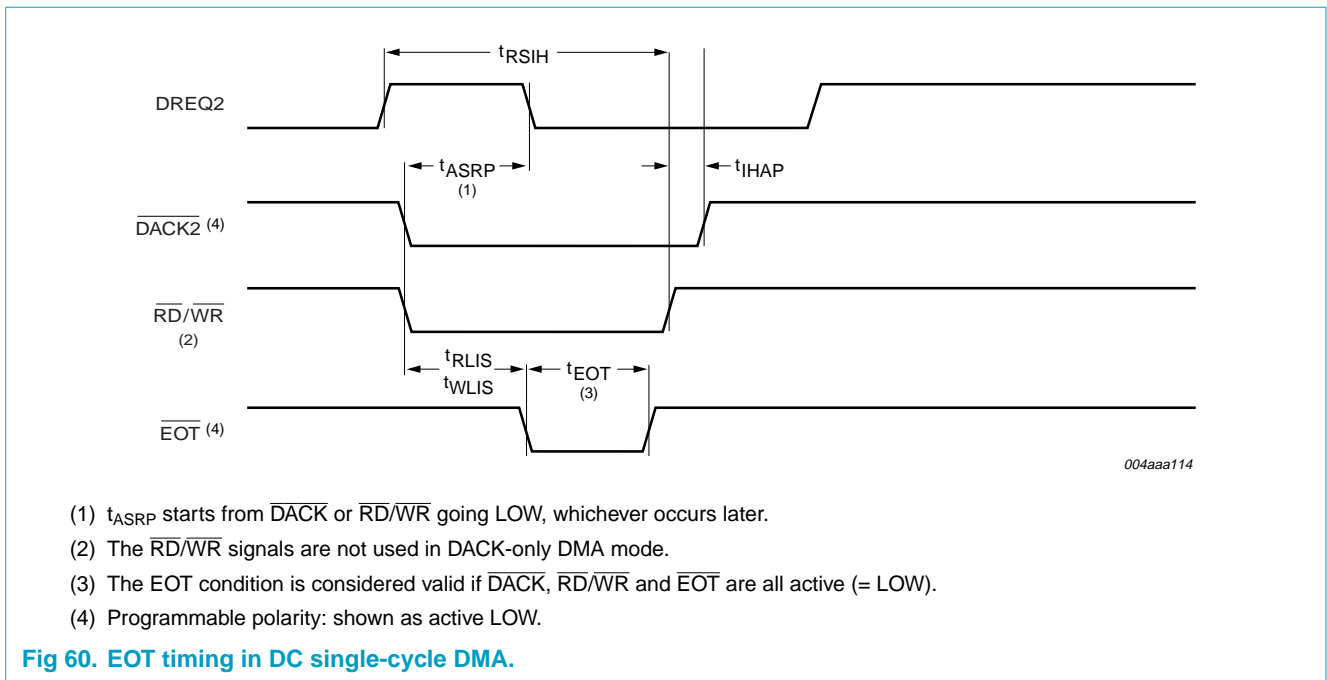 tRSIH
DREQ2
tASRP
(1)
tIHAP
DACK2 (4)
RD/WR
(2)
tRLIS
tWLIS
tEOT
(3)
EOT (4)
004aaa114
(1) tASRP starts from DACK or RD/WR going LOW, whichever occurs later.
(2) The RD/WR signals are not used in DACK-only DMA mode.
(3) The EOT condition is considered valid if DACK, RD/WR and EOT are all active (= LOW).
(4) Programmable polarity: shown as active LOW.
Fig 60. EOT timing in DC single-cycle DMA.